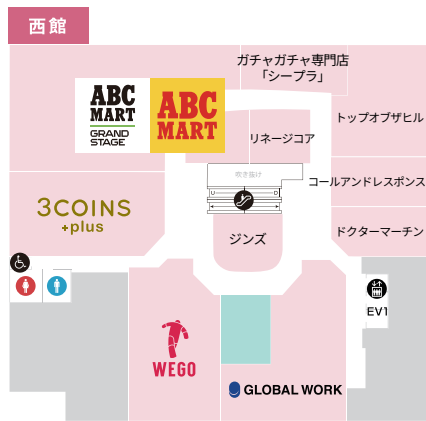 西館
ガチャガチャ専門店
「シープラ」
ABC
MART
GRAND
STAGE
ABC
MART
トップオブザヒル
リネージコア
吹き抜け
コールアンドレスポンス
U
D
3COINS
+plus
ジンズ
ドクターマーチン
EV1
WEGO
GLOBAL WORK